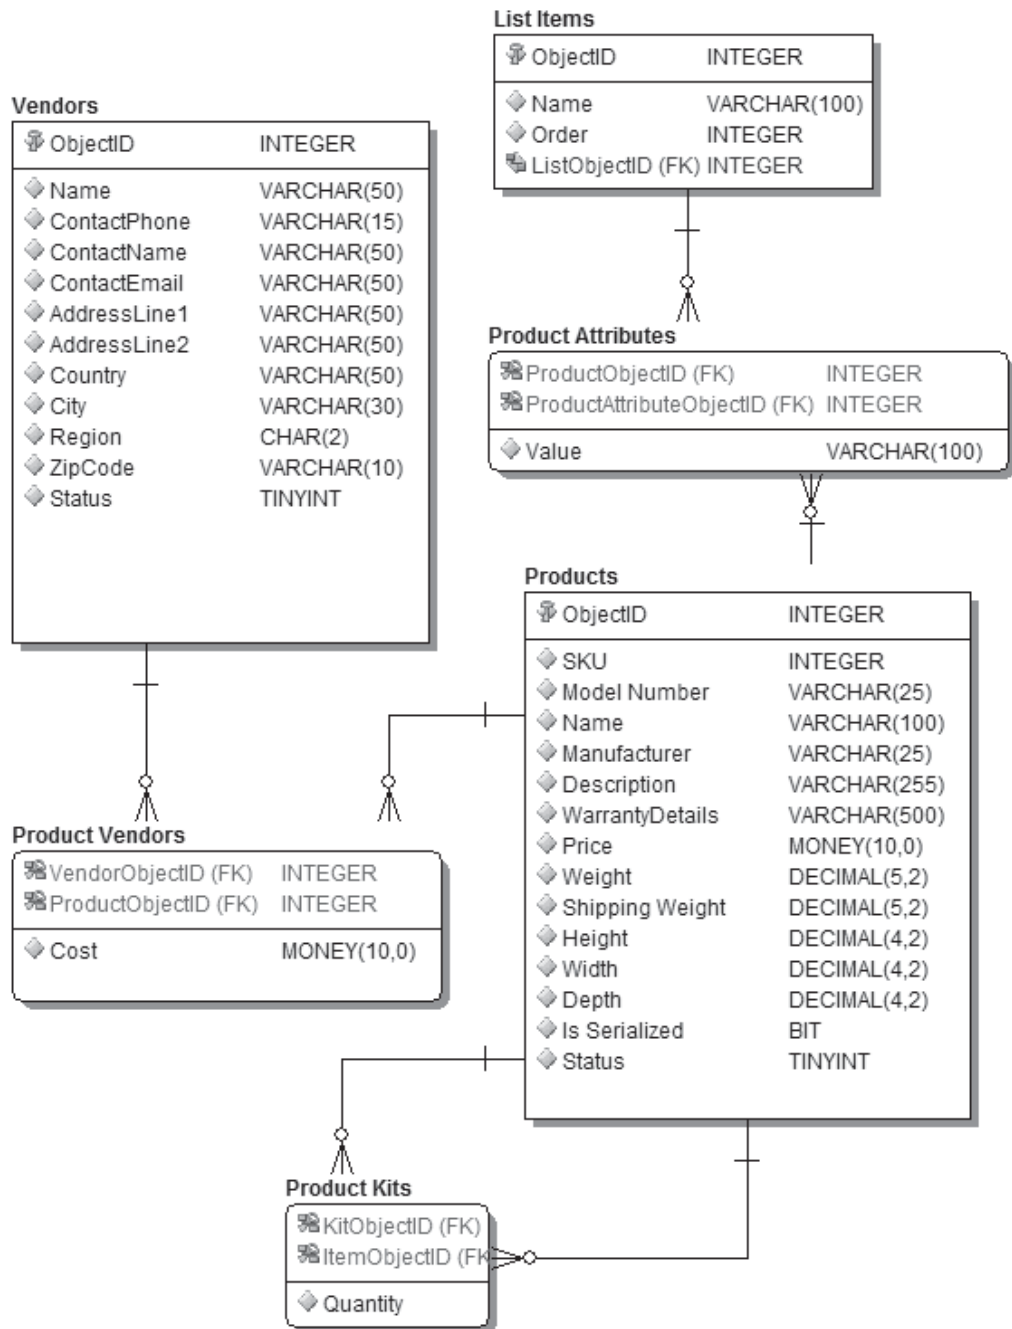 List Items
ObjectID INTEGER
Name VARCHAR(100)
Order INTEGER
ListObjectID (FK) INTEGER
Vendors
ObjectID INTEGER
Name VARCHAR(50)
ContactPhone VARCHAR(15)
ContactName VARCHAR(50)
ContactEmail VARCHAR(50)
AddressLine1 VARCHAR(50)
AddressLine2 VARCHAR(50)
Country VARCHAR(50)
City VARCHAR(30)
Region CHAR(2)
ZipCode VARCHAR(10)
Status TINYINT
Product Attributes
ProductObjectID (FK) INTEGER
ProductAttributeObjectID (FK) INTEGER
Value VARCHAR(100)
Products
ObjectID INTEGER
SKU INTEGER
Model Number VARCHAR(25)
Name VARCHAR(100)
Manufacturer VARCHAR(25)
Description VARCHAR(255)
WarrantyDetails VARCHAR(500)
Price MONEY(10,0)
Weight DECIMAL(5,2)
Shipping Weight DECIMAL(5,2)
Height DECIMAL(4,2)
Width DECIMAL(4,2)
Depth DECIMAL(4,2)
Is Serialized BIT
Status TINYINT
Product Vendors
VendorObjectID (FK) INTEGER
ProductObjectID (FK) INTEGER
Cost MONEY(10,0)
Product Kits
KitObjectID (FK)
ItemObjectID (FK
Quantity